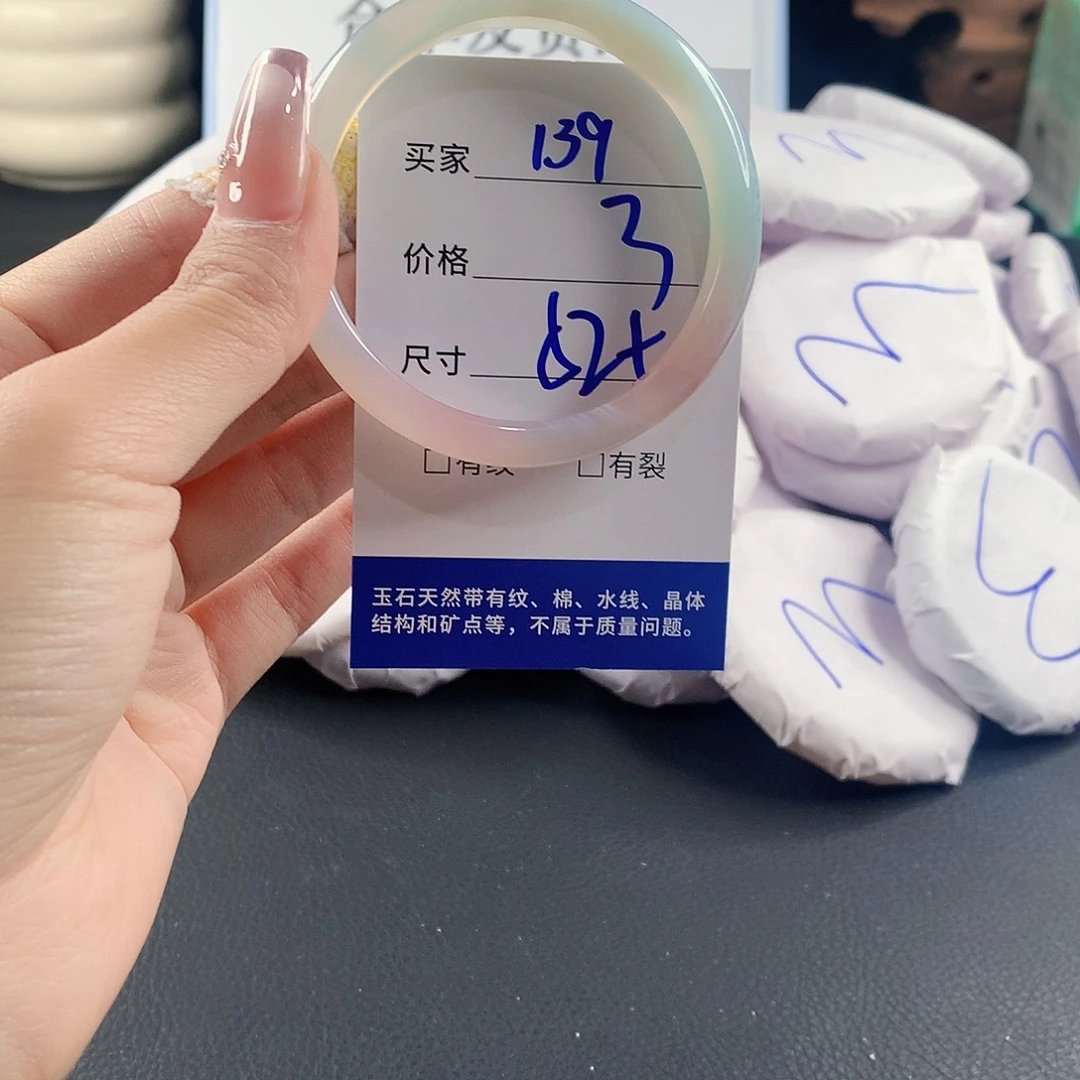 买家 139
价格 3
尺寸 62+
□有纹 □有裂
玉石天然带有纹、棉、水线、晶体
结构和矿点等，不属于质量问题。